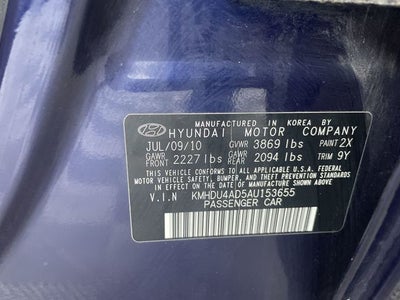 MANUFACTURED IN KOREA BY
HYUNDAI MOTOR COMPANY
JUL/09/10 GVWR 3869 lbs PAINT 2X
GAWR FRONT 2227 lbs GAWR REAR 2094 lbs TRIM 9Y
THIS VEHICLE CONFORMS TO ALL APPLICABLE U.S.A. FEDERAL
MOTOR VEHICLE SAFETY, BUMPER, AND THEFT PREVENTION
STANDARDS IN EFFECT ON THE DATE OF MANUFACTURE SHOWN ABOVE.
V.I.N KMHDU4AD5AU153655
PASSENGER CAR